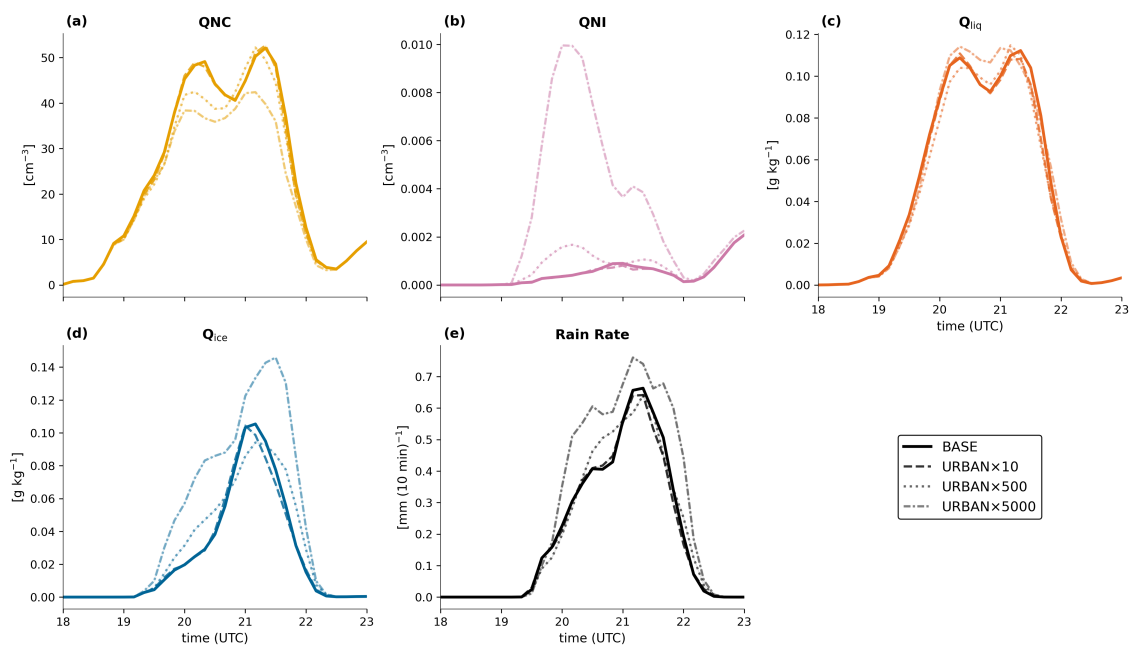 (a) QNC
50
40
30
20
10
0
[cm⁻³]
(b) QNI
0.010
0.008
0.006
0.004
0.002
0.000
[cm⁻³]
(c) Q_liq
0.12
0.10
0.08
0.06
0.04
0.02
0.00
[g kg⁻¹]
18 19 20 21 22 23
time (UTC)
(d) Q_ice
0.14
0.12
0.10
0.08
0.06
0.04
0.02
0.00
[g kg⁻¹]
18 19 20 21 22 23
time (UTC)
(e) Rain Rate
0.7
0.6
0.5
0.4
0.3
0.2
0.1
0.0
[mm (10 min)⁻¹]
18 19 20 21 22 23
time (UTC)
BASE
URBAN×10
URBAN×500
URBAN×5000